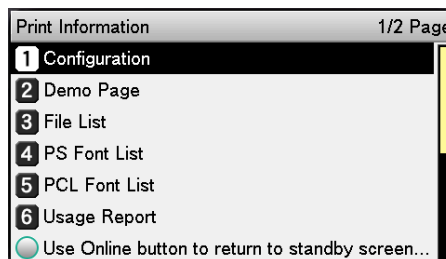 Print Information 1/2 Page
1 Configuration
2 Demo Page
3 File List
4 PS Font List
5 PCL Font List
6 Usage Report
Use Online button to return to standby screen...